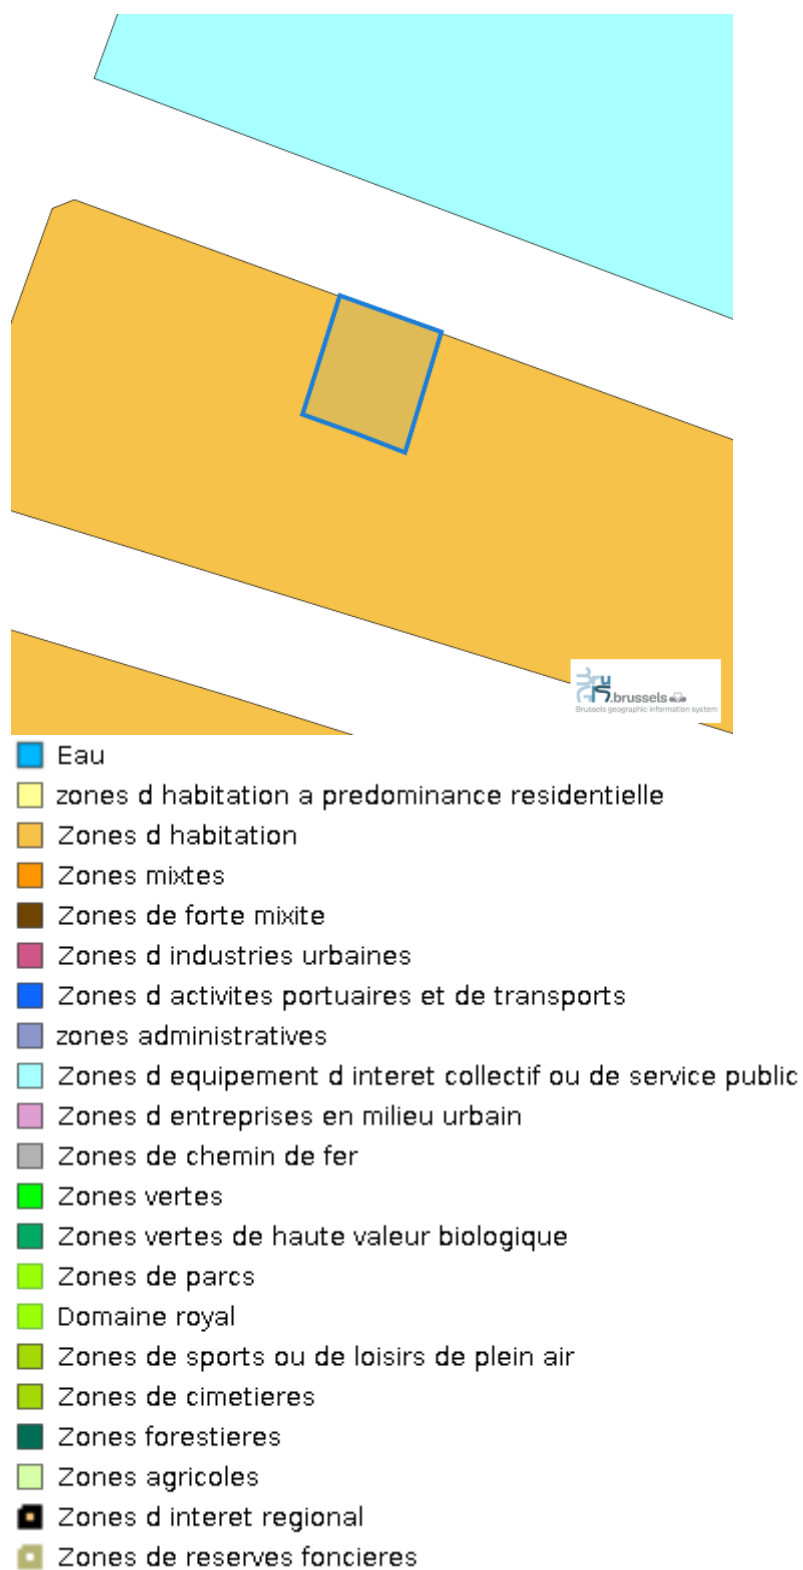 .brussels
Brussels geographic information system
Eau
zones d habitation a predominance residentielle
Zones d habitation
Zones mixtes
Zones de forte mixite
Zones d industries urbaines
Zones d activites portuaires et de transports
zones administratives
Zones d equipement d interet collectif ou de service public
Zones d entreprises en milieu urbain
Zones de chemin de fer
Zones vertes
Zones vertes de haute valeur biologique
Zones de parcs
Domaine royal
Zones de sports ou de loisirs de plein air
Zones de cimetieres
Zones forestieres
Zones agricoles
Zones d interet regional
Zones de reserves foncieres